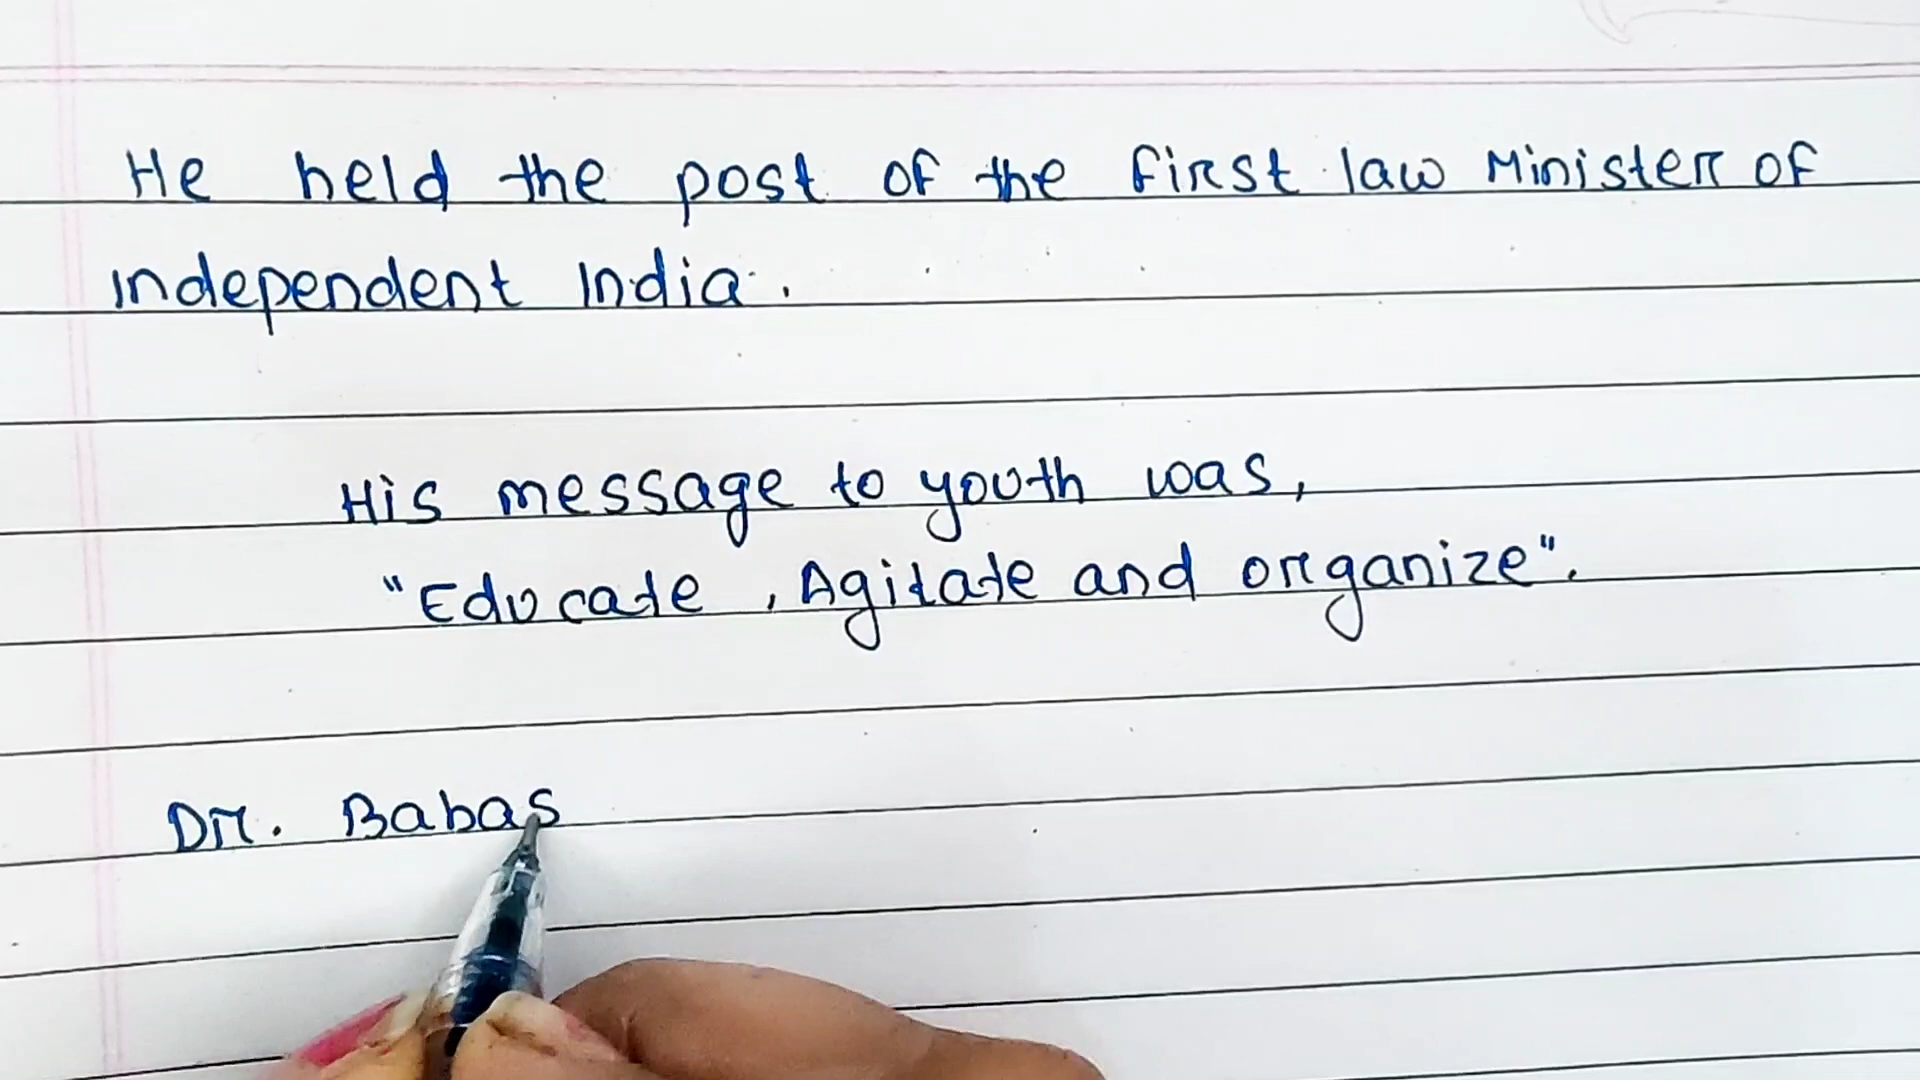 He held the post of the first law Minister of
independent India.
His message to youth was,
"Educate, Agitate and organize".
Dr. Babas